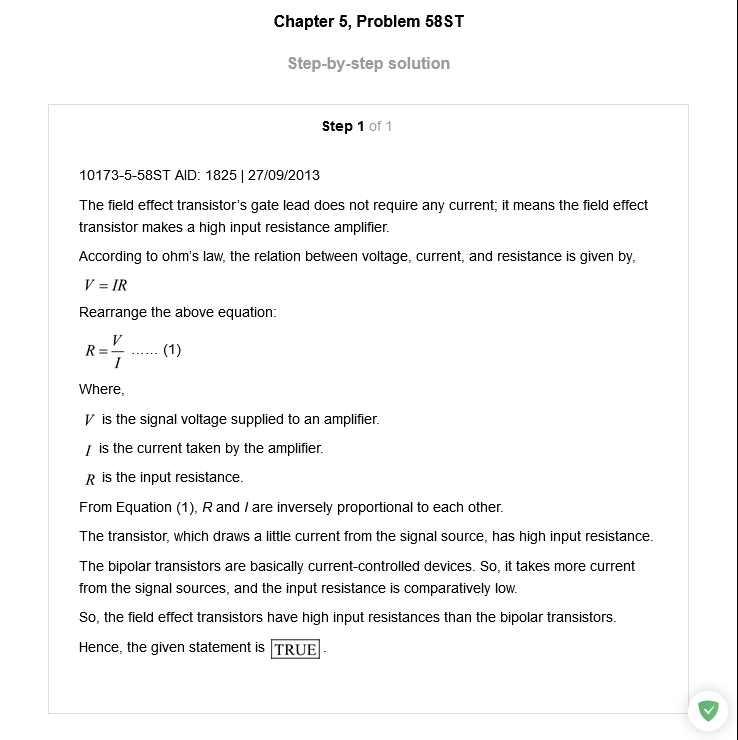 Chapter 5, Problem 58ST
Step-by-step solution
Step 1 of 1
10173-5-58ST AID: 1825 | 27/09/2013
The field effect transistor's gate lead does not require any current; it means the field effect
transistor makes a high input resistance amplifier.
According to ohm's law, the relation between voltage, current, and resistance is given by,
V = IR
Rearrange the above equation:
R = V/I ...... (1)
Where,
V is the signal voltage supplied to an amplifier.
I is the current taken by the amplifier.
R is the input resistance.
From Equation (1), R and I are inversely proportional to each other.
The transistor, which draws a little current from the signal source, has high input resistance.
The bipolar transistors are basically current-controlled devices. So, it takes more current
from the signal sources, and the input resistance is comparatively low.
So, the field effect transistors have high input resistances than the bipolar transistors.
Hence, the given statement is TRUE.